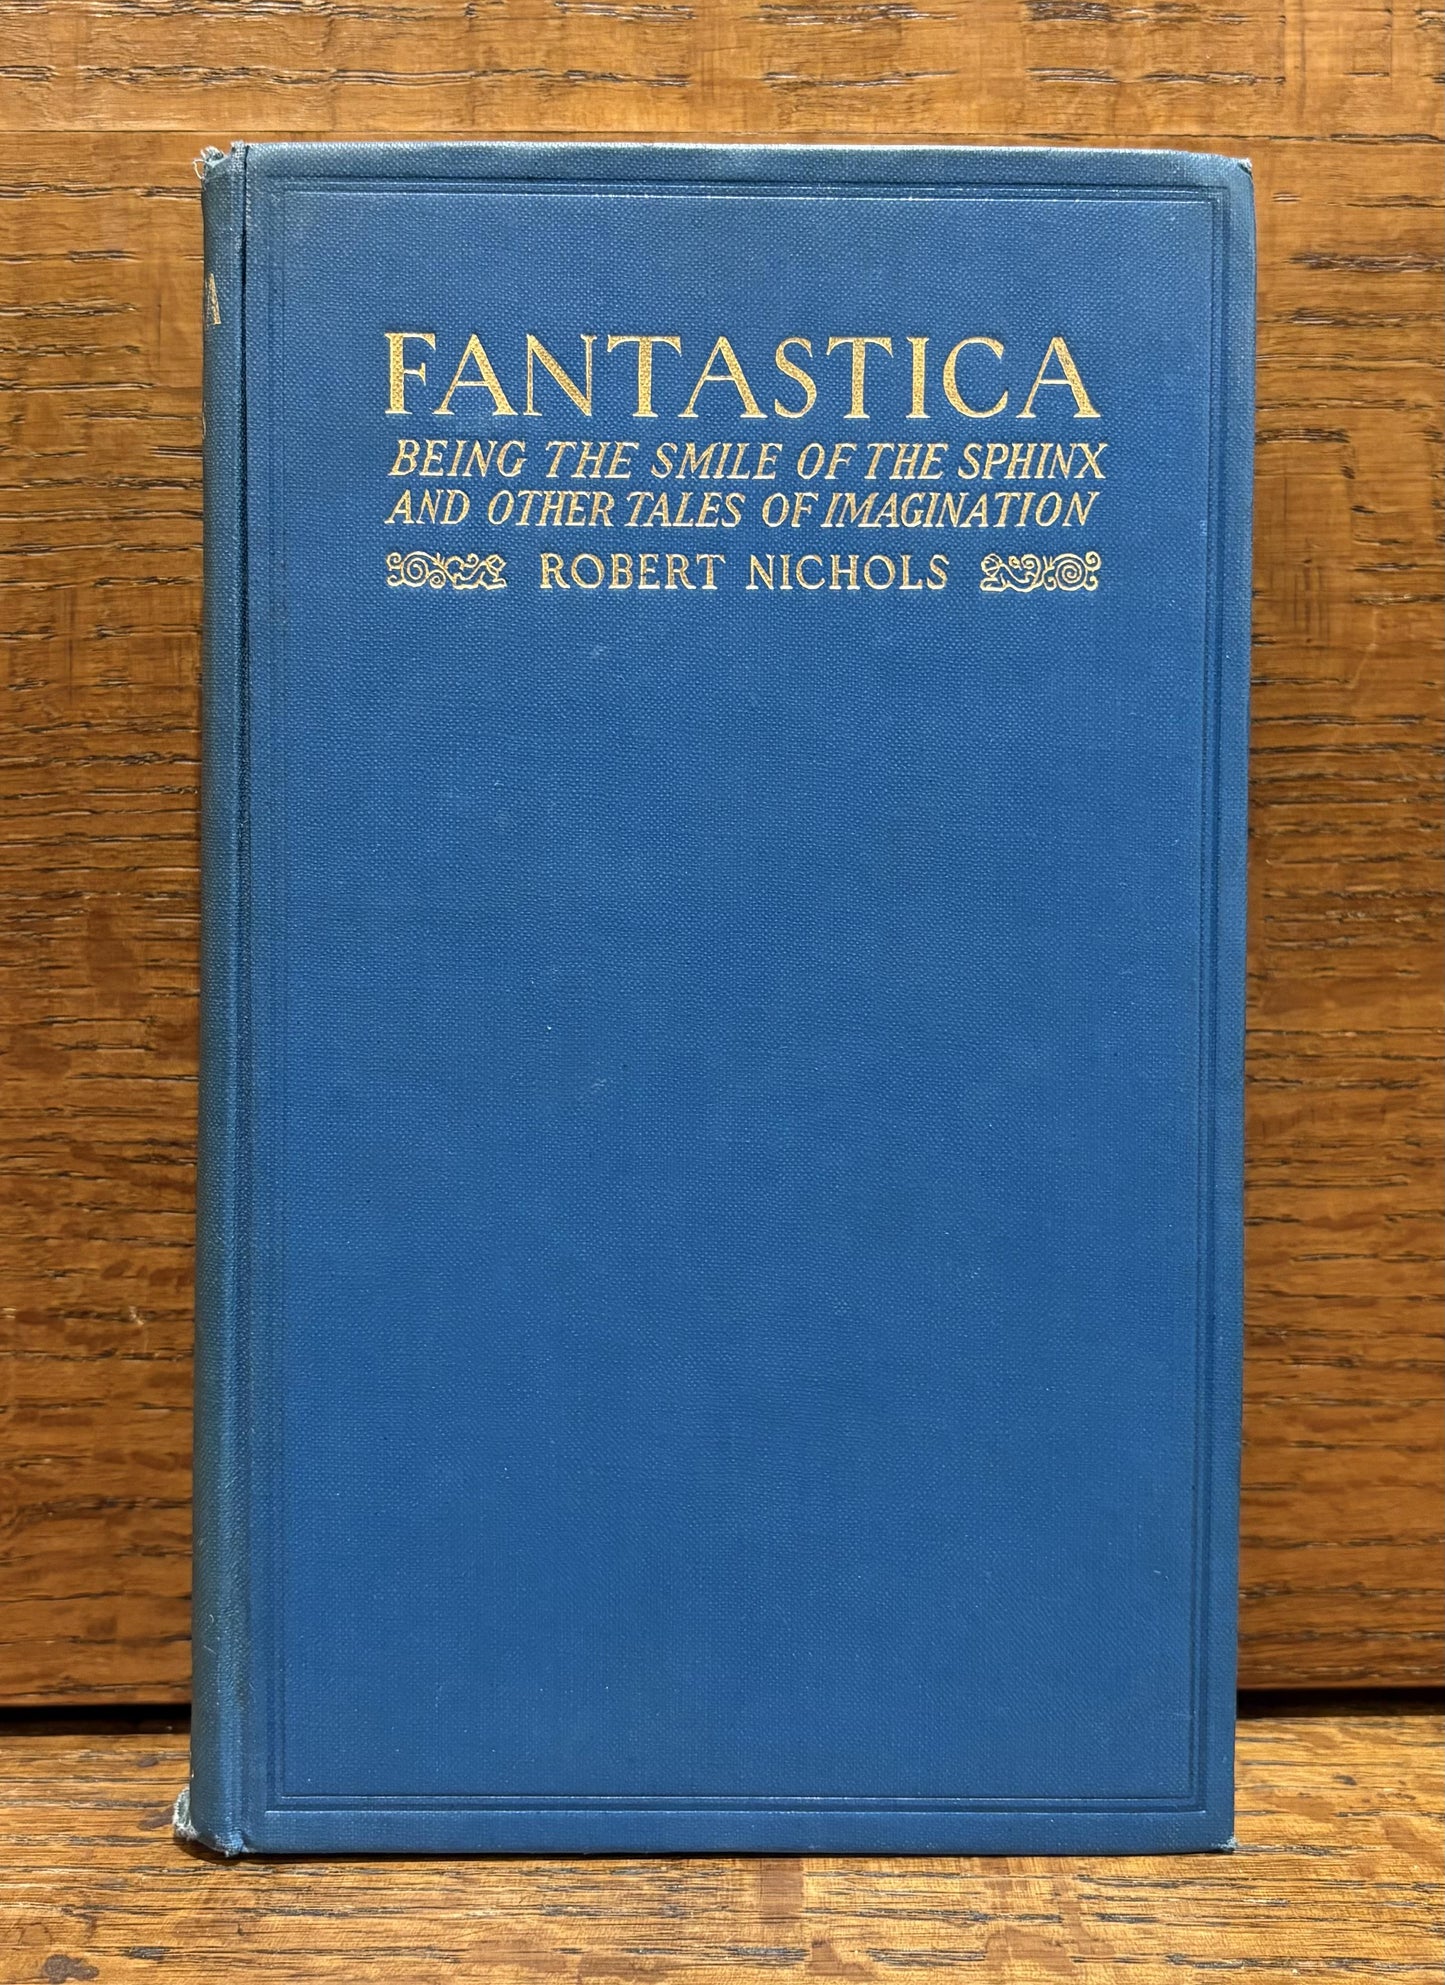 FANTASTICA
BEING THE SMILE OF THE SPHINX
AND OTHER TALES OF IMAGINATION
ROBERT NICHOLS